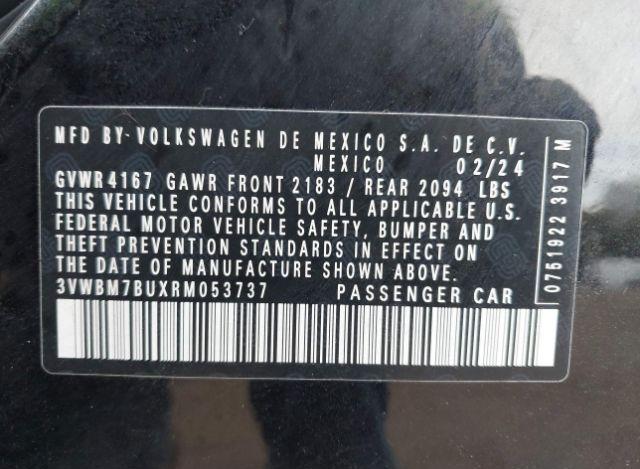 MFD BY-VOLKSWAGEN DE MEXICO S.A. DE C.V.
MEXICO 02/24
GVWR 4167 GAWR FRONT 2183 / REAR 2094 LBS
THIS VEHICLE CONFORMS TO ALL APPLICABLE U.S.
FEDERAL MOTOR VEHICLE SAFETY, BUMPER AND
THEFT PREVENTION STANDARDS IN EFFECT ON
THE DATE OF MANUFACTURE SHOWN ABOVE.
3VWBM7BUXRM053737 PASSENGER CAR
0751922 3917 M